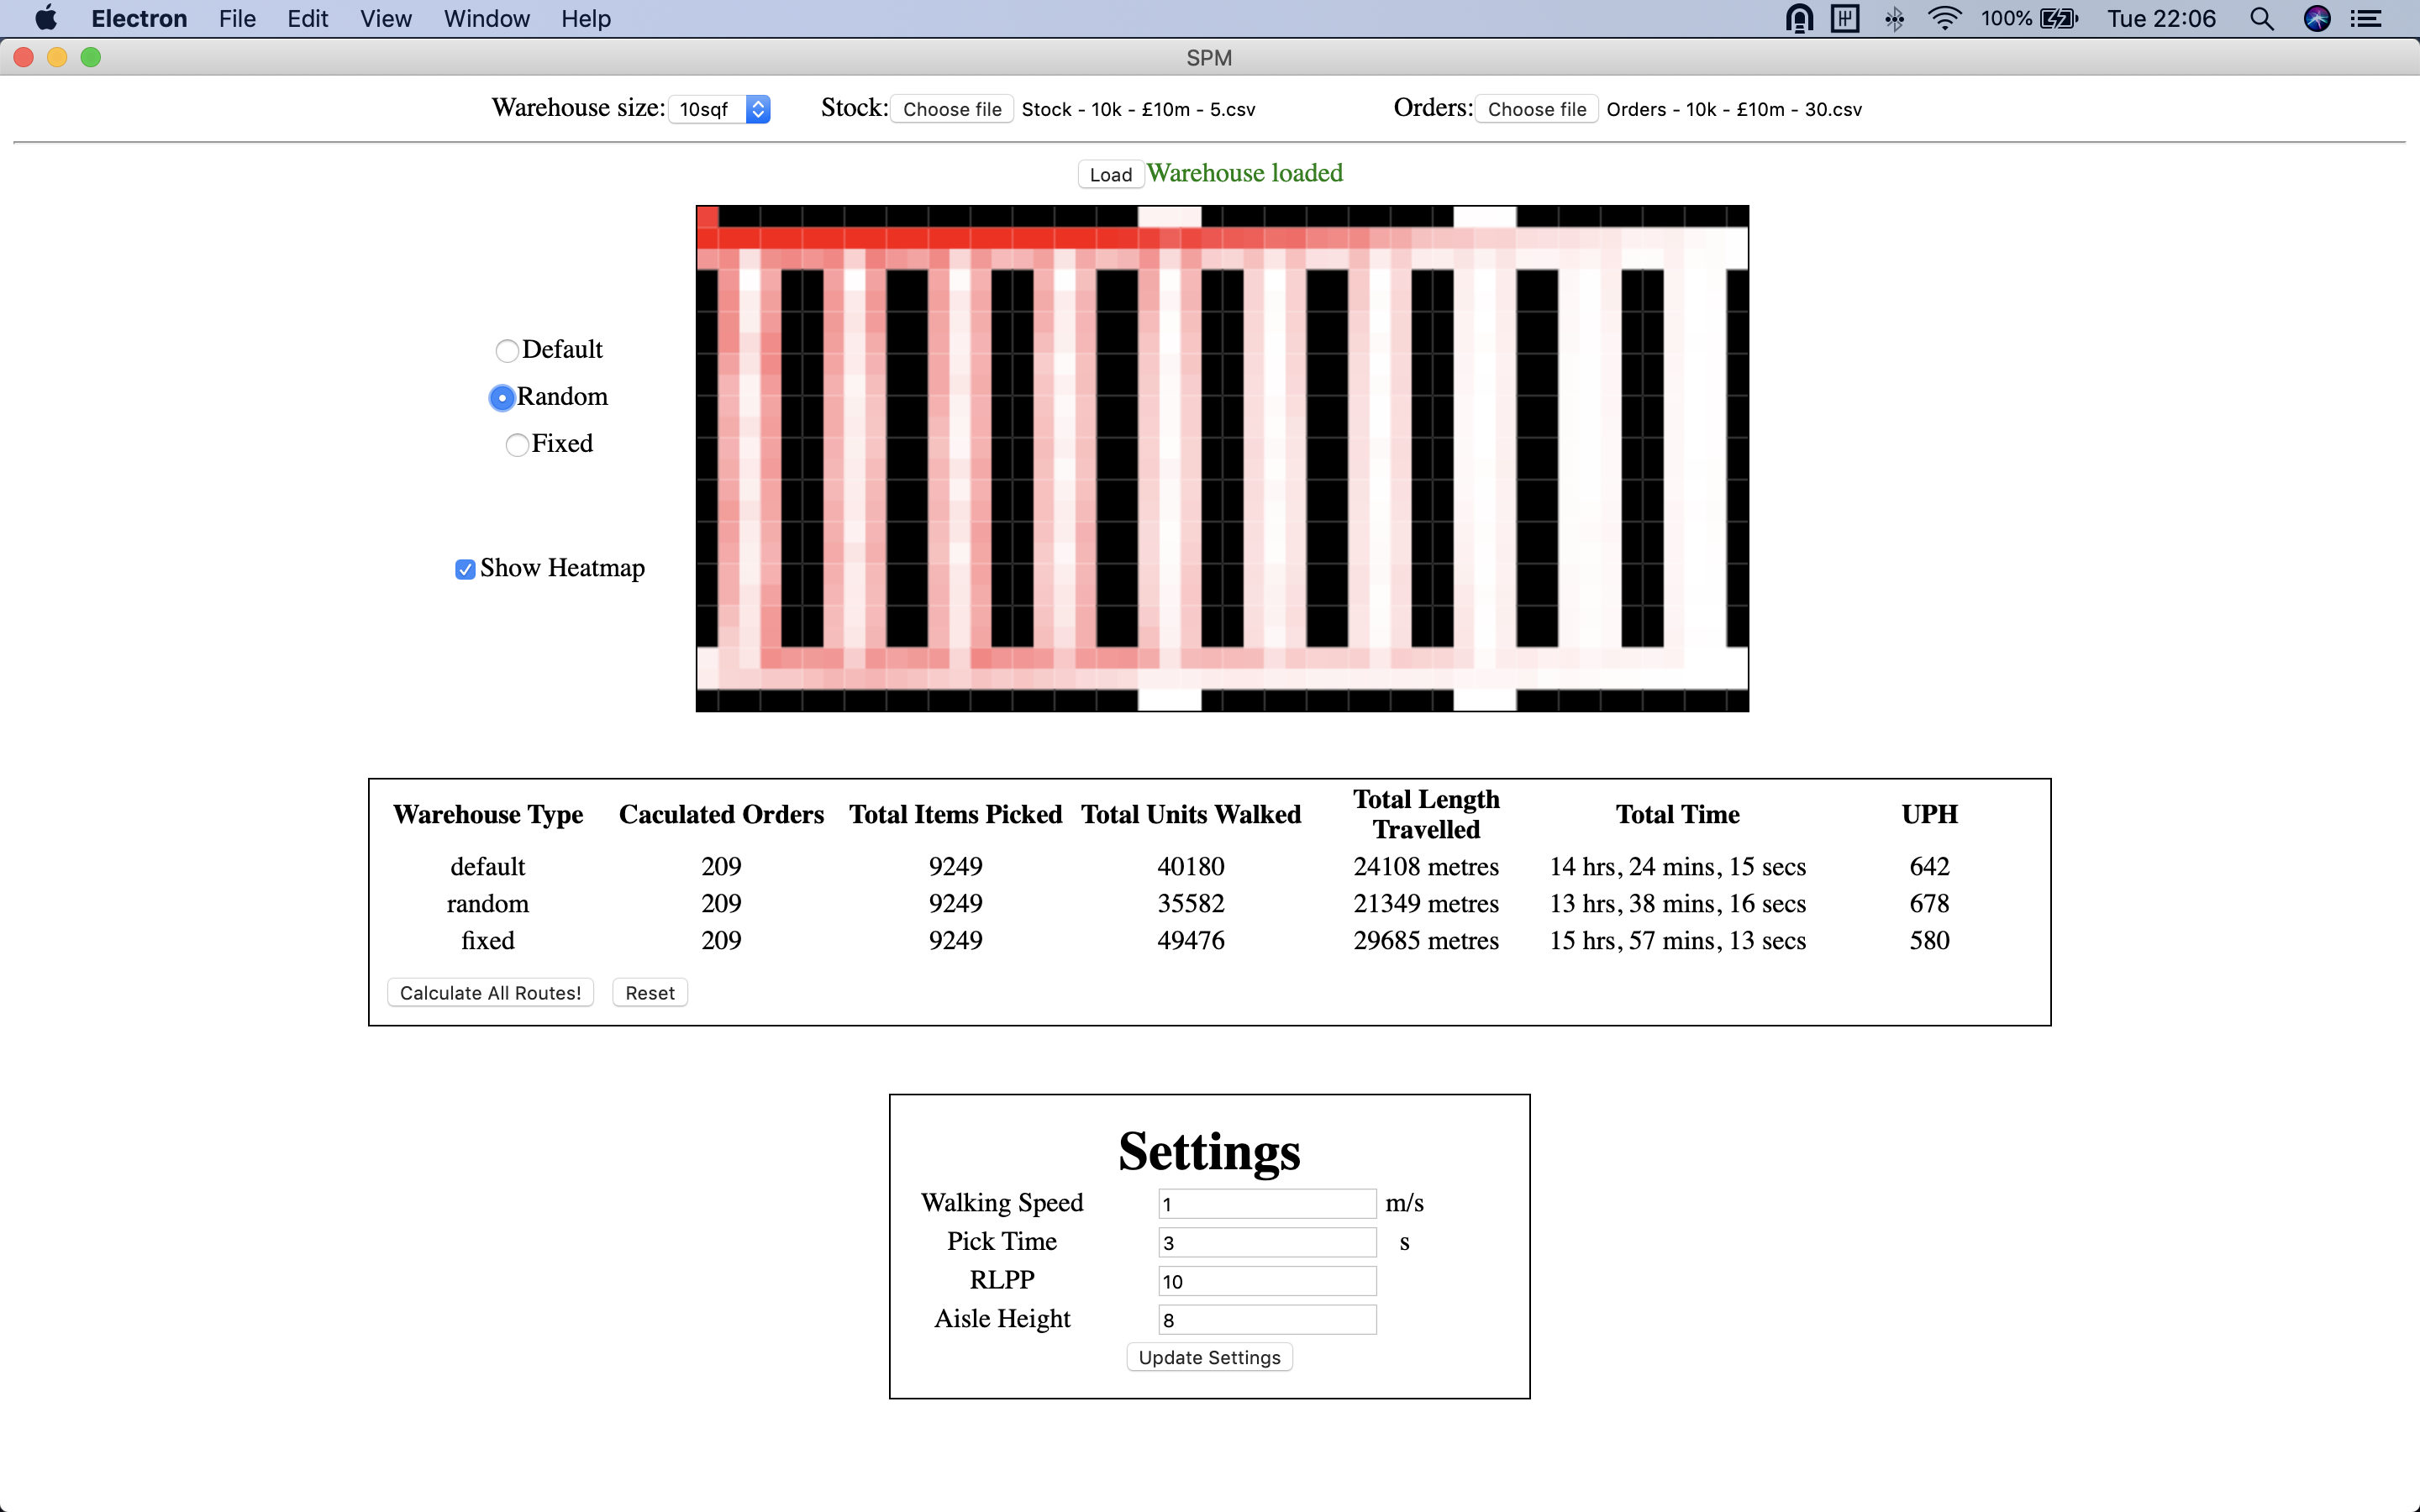 Electron File Edit View Window Help 100% Tue 22:06
SPM
Warehouse size: 10sqf Stock: Choose file Stock - 10k - £10m - 5.csv Orders: Choose file Orders - 10k - £10m - 30.csv
Load Warehouse loaded
Default
Random
Fixed
Show Heatmap
Warehouse Type Caculated Orders Total Items Picked Total Units Walked Total Length Travelled Total Time UPH
default 209 9249 40180 24108 metres 14 hrs, 24 mins, 15 secs 642
random 209 9249 35582 21349 metres 13 hrs, 38 mins, 16 secs 678
fixed 209 9249 49476 29685 metres 15 hrs, 57 mins, 13 secs 580
Calculate All Routes! Reset
Settings
Walking Speed 1 m/s
Pick Time 3 s
RLPP 10
Aisle Height 8
Update Settings